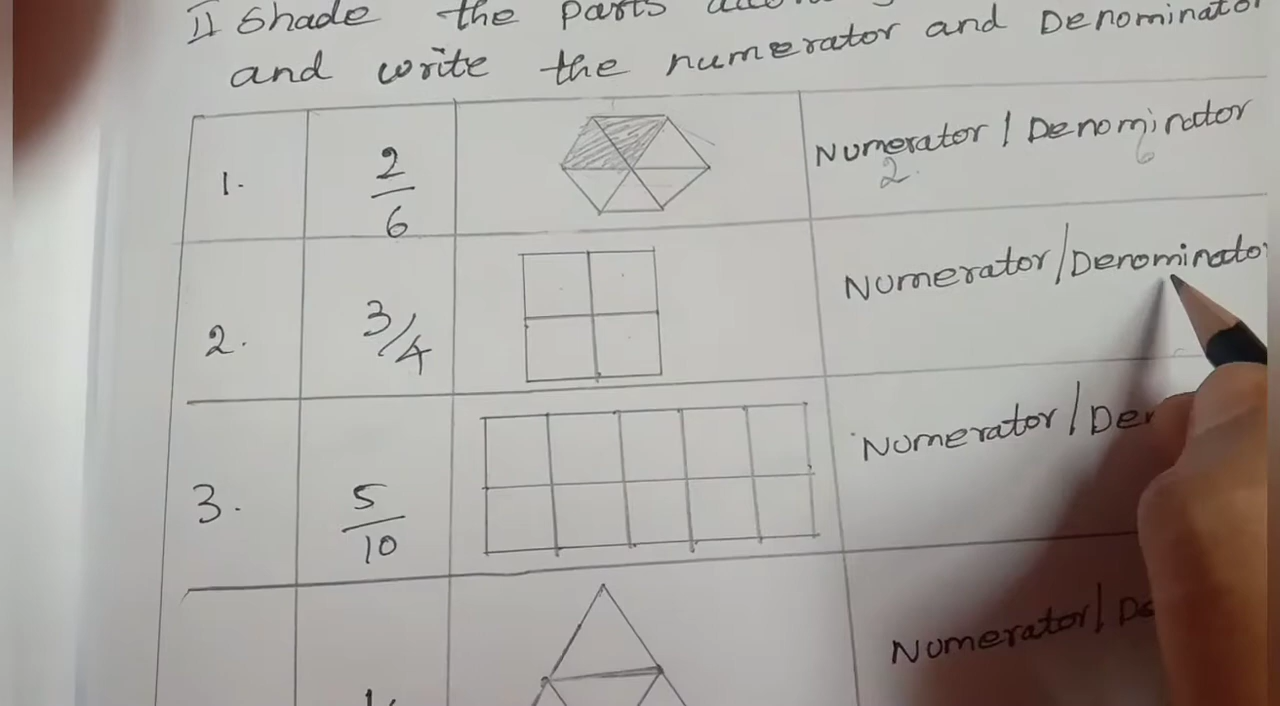 II Shade the parts
and write the numerator and Denominator
1.
2
6
Numerator / Denominator
2.
6
2.
3/4
Numerator / Denominator
3.
5
10
Numerator / Den
Numerator / De